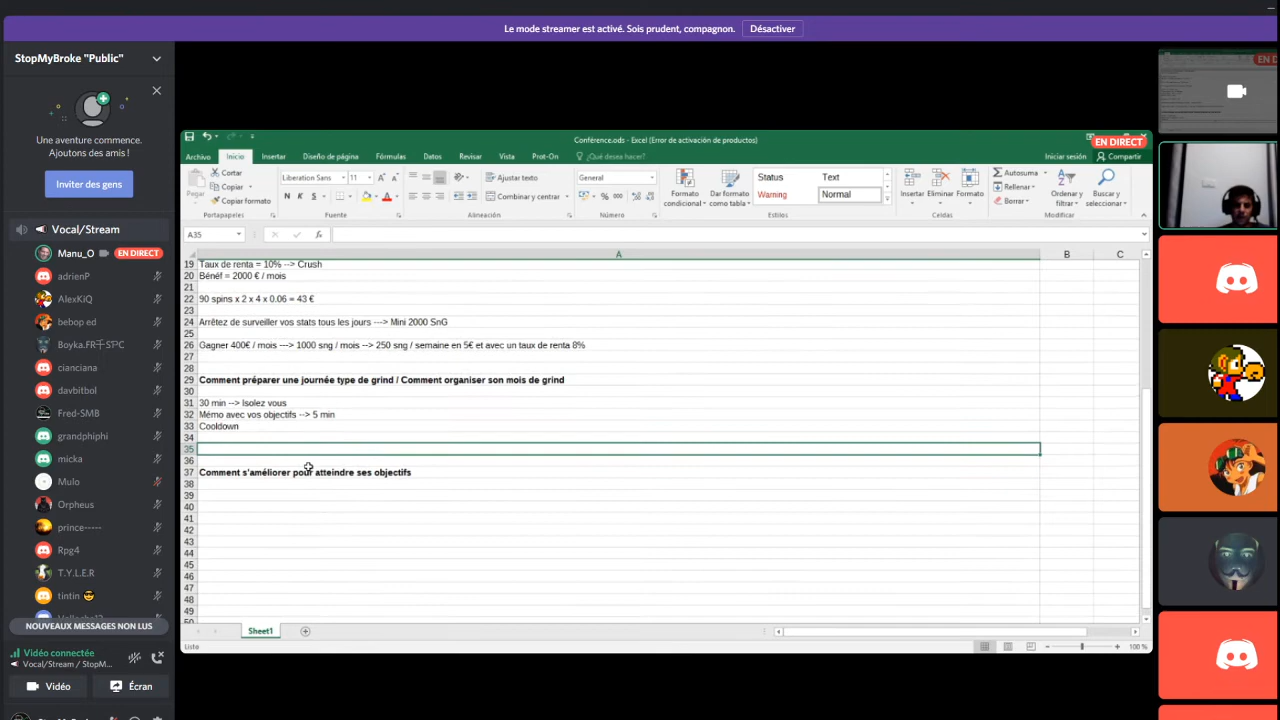 Le mode streamer est activé. Sois prudent, compagnon.
Désactiver
StopMyBroke "Public"
Une aventure commence.
Ajoutons des amis !
Inviter des gens
Vocal/Stream
Manu_O EN DIRECT
adrienP
AlexKiQ
bebop ed
cianciana
davbitol
Fred-SMB
grandphiphi
micka
Mulo
Orpheus
prince-----
Rpg4
T.Y.L.E.R
tintin 😎
NOUVEAUX MESSAGES NON LUS
Vidéo connectée
Vocal/Stream / StopM...
Vidéo
Écran
Conférence.ods - Excel (Error de activación de productos)
EN DIRECT
Archivo Inicio Insertar Diseño de página Fórmulas Datos Revisar Vista Prot-On ¿Qué desea hacer? Iniciar sesión Compartir
Pegar
Cortar
Copiar
Copiar formato
Portapapeles
Liberation Sans 11
N K S
Fuente
Ajustar texto
Combinar y centrar
Alineación
General
Número
Formato condicional
Dar formato como tabla
Status Text
Warning Normal
Estilos
Insertar Eliminar Formato
Celdas
Autosuma
Rellenar
Borrar
Ordenar y filtrar
Buscar y seleccionar
Modificar
A35
fx
A B C
19 Taux de renta = 10% --> Crush
20 Bénéf = 2000 € / mois
21
22 90 spins x 2 x 4 x 0.06 = 43 €
23
24 Arrêtez de surveiller vos stats tous les jours ---> Mini 2000 SnG
25
26 Gagner 400€ / mois ---> 1000 sng / mois --> 250 sng / semaine en 5€ et avec un taux de renta 8%
27
28
29 Comment préparer une journée type de grind / Comment organiser son mois de grind
30
31 30 min --> Isolez vous
32 Mémo avec vos objectifs --> 5 min
33 Cooldown
34
35
36
37 Comment s'améliorer pour atteindre ses objectifs
38
39
40
41
42
43
44
45
46
47
48
49
Sheet1
Listo
100 %